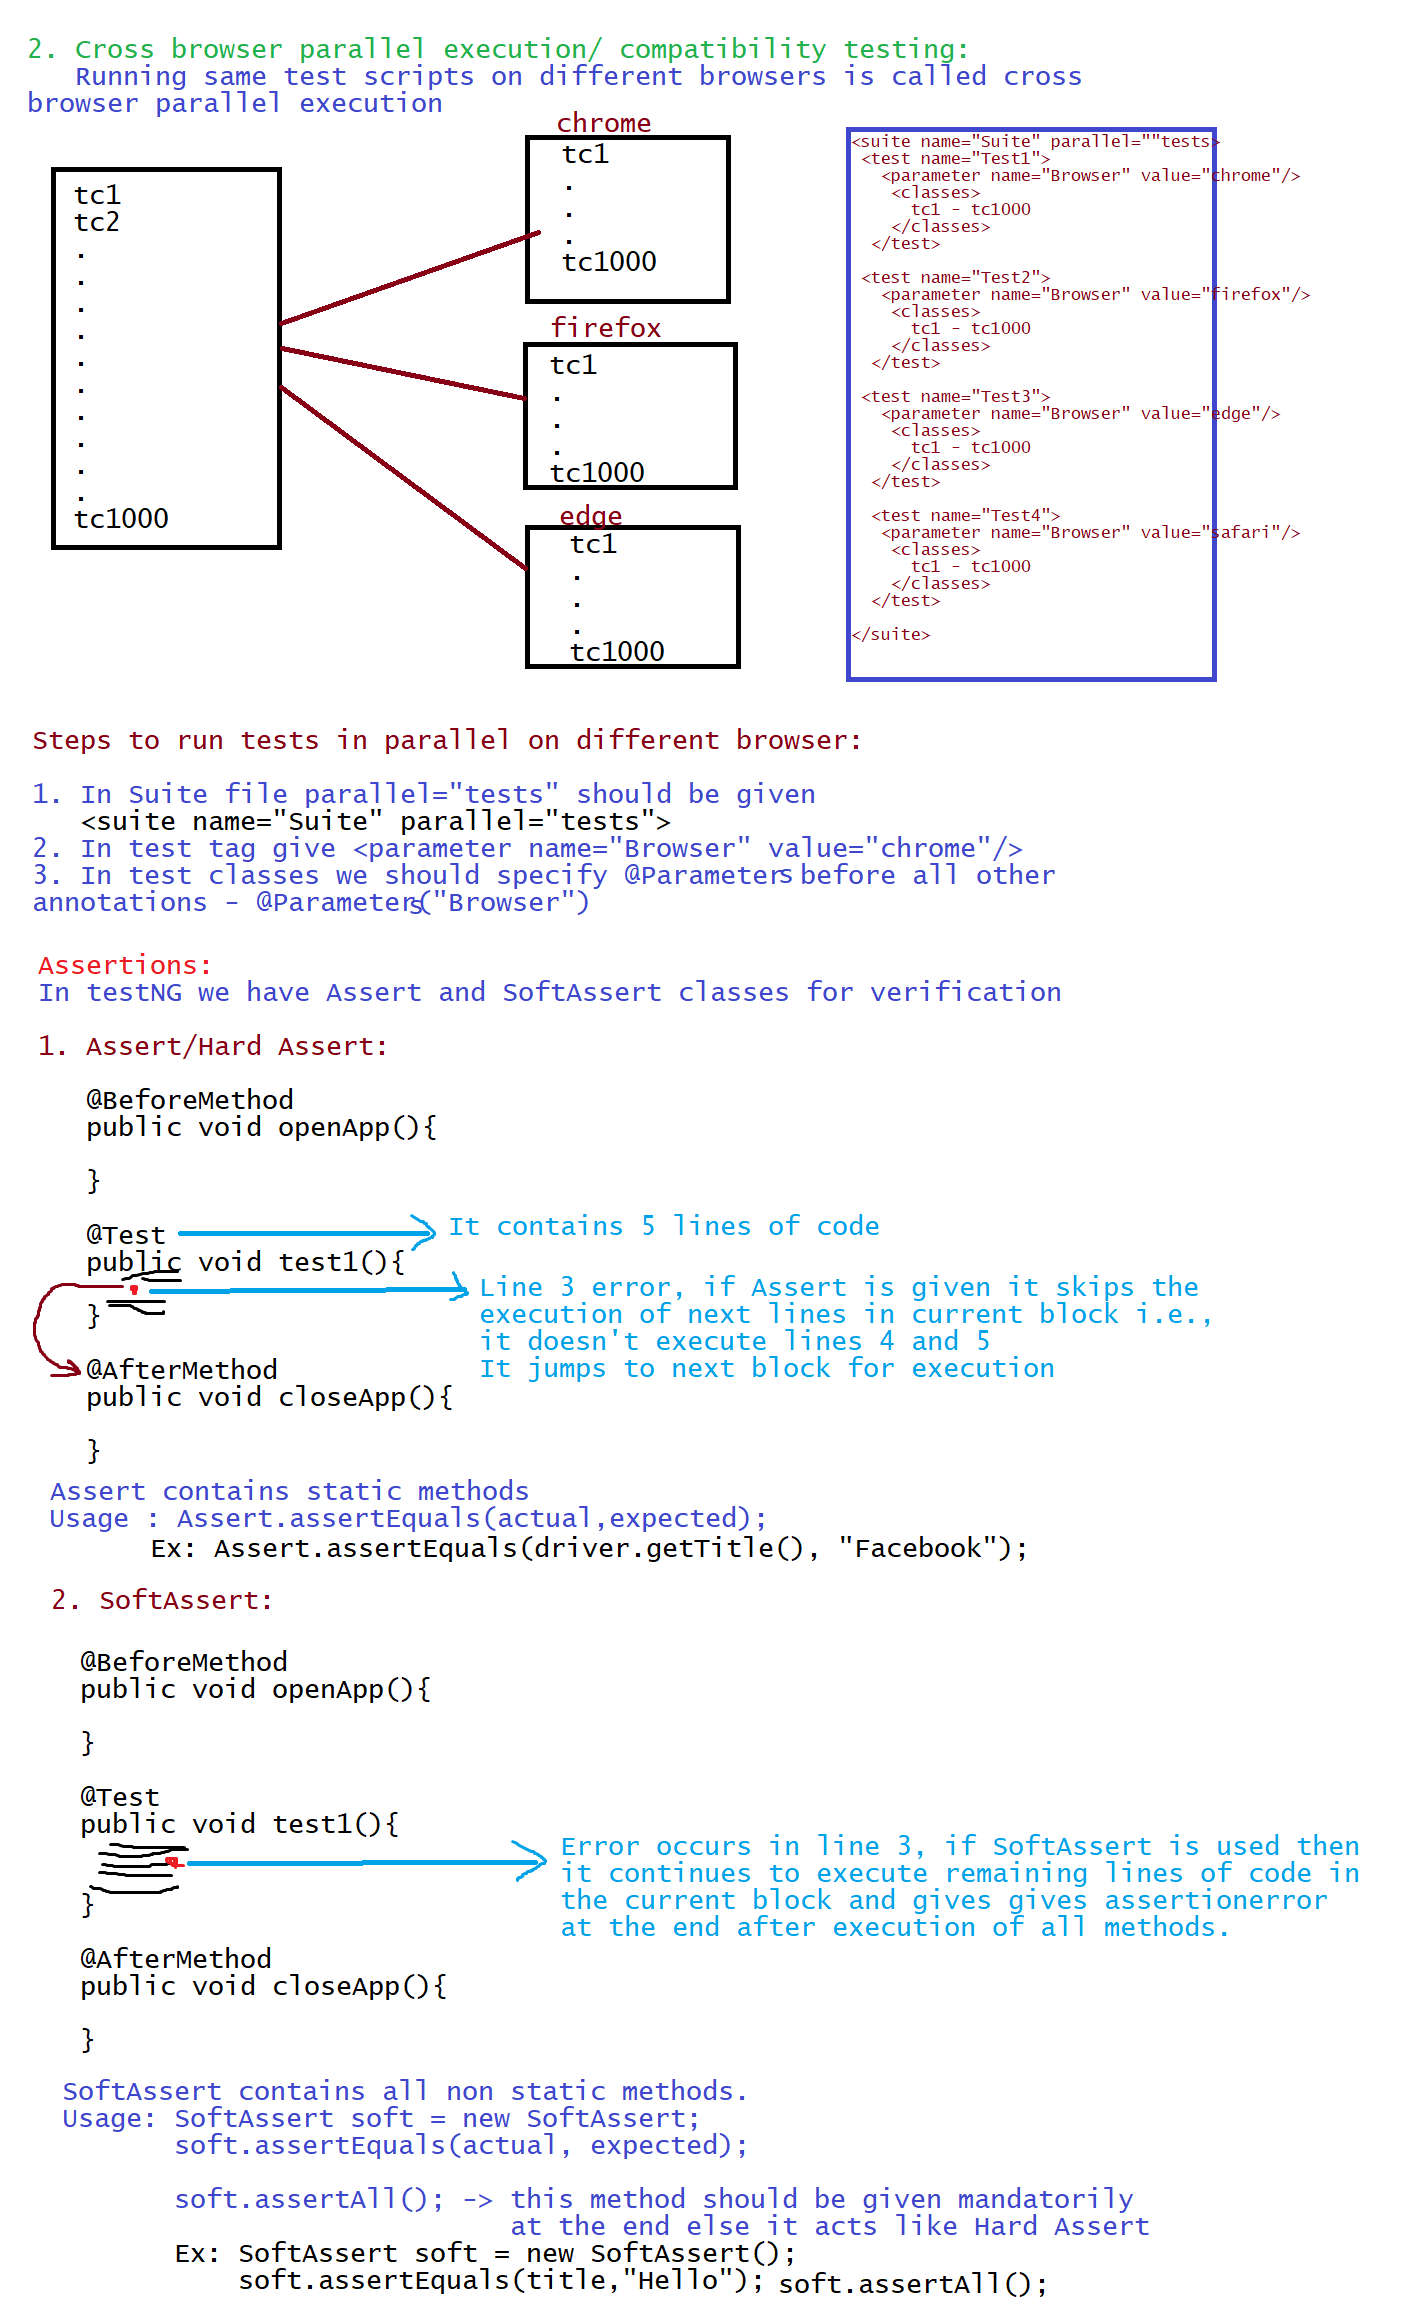 2. Cross browser parallel execution/ compatibility testing:
Running same test scripts on different browsers is called cross
browser parallel execution
tc1
tc2
.
.
.
.
.
.
.
.
.
.
tc1000
chrome
tc1
.
.
.
tc1000
firefox
tc1
.
.
.
tc1000
edge
tc1
.
.
.
tc1000
<suite name="Suite" parallel=""tests>
<test name="Test1">
<parameter name="Browser" value="chrome"/>
<classes>
tc1 - tc1000
</classes>
</test>
<test name="Test2">
<parameter name="Browser" value="firefox"/>
<classes>
tc1 - tc1000
</classes>
</test>
<test name="Test3">
<parameter name="Browser" value="edge"/>
<classes>
tc1 - tc1000
</classes>
</test>
<test name="Test4">
<parameter name="Browser" value="safari"/>
<classes>
tc1 - tc1000
</classes>
</test>
</suite>
Steps to run tests in parallel on different browser:
1. In Suite file parallel="tests" should be given
<suite name="Suite" parallel="tests">
2. In test tag give <parameter name="Browser" value="chrome"/>
3. In test classes we should specify @Parameters before all other
annotations - @Parameters("Browser")
Assertions:
In testNG we have Assert and SoftAssert classes for verification
1. Assert/Hard Assert:
@BeforeMethod
public void openApp(){
}
@Test
It contains 5 lines of code
public void test1(){
Line 3 error, if Assert is given it skips the
execution of next lines in current block i.e.,
it doesn't execute lines 4 and 5
It jumps to next block for execution
}
@AfterMethod
public void closeApp(){
}
Assert contains static methods
Usage : Assert.assertEquals(actual,expected);
Ex: Assert.assertEquals(driver.getTitle(), "Facebook");
2. SoftAssert:
@BeforeMethod
public void openApp(){
}
@Test
public void test1(){
Error occurs in line 3, if SoftAssert is used then
it continues to execute remaining lines of code in
the current block and gives gives assertionerror
at the end after execution of all methods.
}
@AfterMethod
public void closeApp(){
}
SoftAssert contains all non static methods.
Usage: SoftAssert soft = new SoftAssert;
soft.assertEquals(actual, expected);
soft.assertAll(); -> this method should be given mandatorily
at the end else it acts like Hard Assert
Ex: SoftAssert soft = new SoftAssert();
soft.assertEquals(title,"Hello"); soft.assertAll();